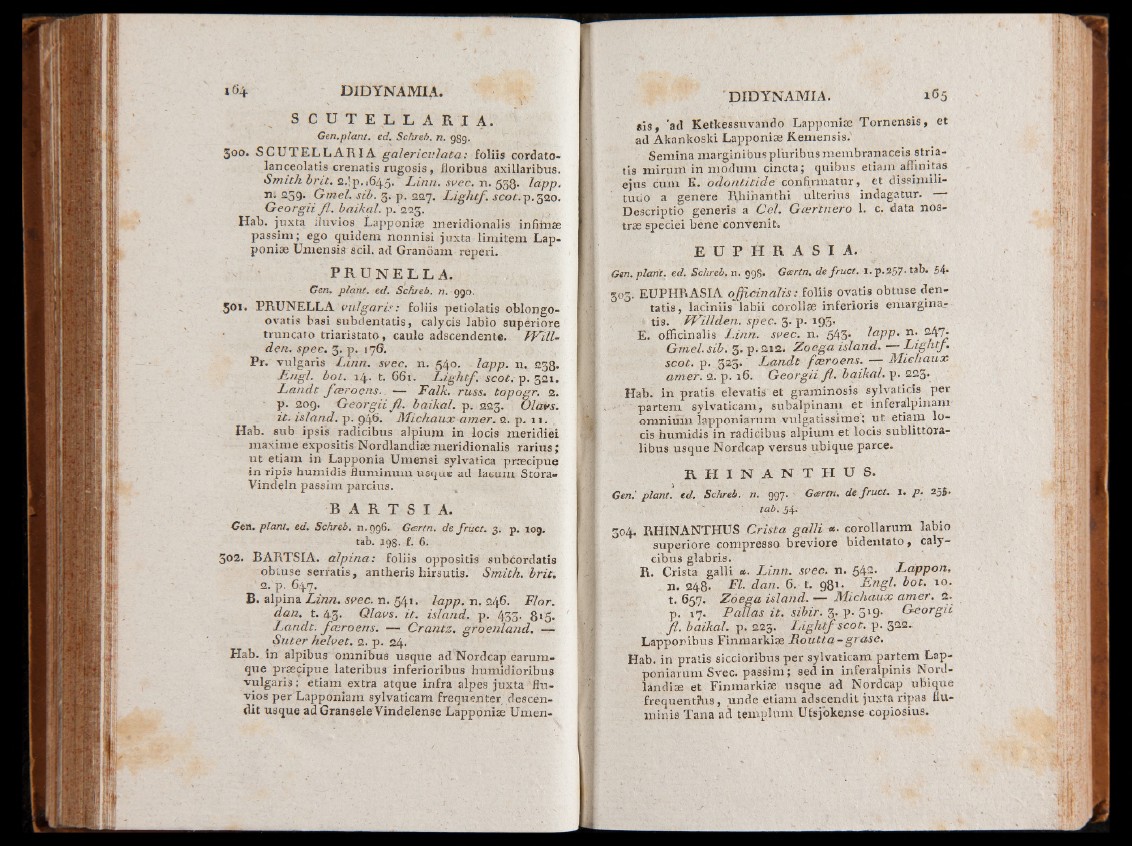 164 DIDYNAMIA.
SCUTELLARIA.
Gen. plant. ed. Schreb. n. 989.
300. SCUTELLARIA galericulata: foliis cordato-
lanceolatis crenatis rugosis, floribus axillaribus.
Smith brit. 2. p. 645. Linn. svec. n. 538. lapp.
n. 239. Gmel. sib. 3. p. 227. Lightf. scot. p. 320.
Georgii fl. baikal. p. 223.
Hab. juxta fluvios Lapponiæ meridionalis infimæ
passim; ego quidem nonnisi juxta limitem Lap-
poniæ Umensis scil. ad Granöam reperi.
PRUNELLA.
Gen. plant. ed. Schreb. n. 990.
301. PRUNELLA vulgaris: foliis petiolatis oblongo-
ovatis basi subdentatis, calycis labio superiore
truncato triaristato, caule adscendente. Willd-
den. spec. 3. p. 176.
Pr. vulgaris Linn. svec. n. 540. lapp. n. 238.
Engl. bot. 14. t. 661. Lightf. scot. p. 321.
Landt færoens. — Falk. russ. topogr. 2.
p. 209. Georgii fl. baikal. p. 223. Olavs.
it. island. p. 946. Michaux amer. 2. p. 11.
Hab. sub ipsis radicibus alpium in locis meridiei
maxime expositis Nordlandiæ meridionalis rarius;
ut etiam in Lapponia Umensi sylvatica præcipue
in ripis humidis fluminum usque ad lacum Stora-
Vindeln passim parcius.
BARTSIA.
Gen. plant. ed. Schreb. n. 996. Gærtn. de fruct. 3. p. 109.
tab. 298. f. 6.
302. BARTSIA. alpina: foliis oppositis subcordatis
obtuse serratis, antheris hirsutis. Smith. brit.
2. p. 647.
B. alpina Linn. svec. n. 541. lapp. n. 246. Flor.
dan. t. 43. Olavs. it. island. p. 433. 815.
Landt. færoens. — Crantz. groenland. —
Suter helvet. 2. p. 24.
Hab. in alpibus omnibus usque ad Nordcap earum-
que præcipue lateribus inferioribus humidioribus
vulgaris; etiam extra atque infra alpes juxta flu-
vios per Lapponiam sylvaticam frequenter descen-
dit usque ad Gransele Vindelense Lapponiæ Umen-
DIDYNAMIA. 165
sis, ad Ketkessuvando Lapponiæ Tornensis, et
ad Akankoski Lapponiæ Kemensis.
Semina marginibus pluribus membranaceis stria-
tis mirum in modum cincta; quibus etiam affinitas
ejus cum E. odontitide confirmatur, et dissimili-
tudo a genere Rhinanthi ulterius indagatur. —
Descriptio generis a Cel. Gærtnero l. c. data nos-
træ speciei bene convenit.
EUPHRASIA.
Gen. plant. ed. Schreb. n. 998. Gærtn. de fruct. 1. p. 257. tab. 54.
303. EUPHRASIA officinalis: foliis ovatis obtuse den-
tatis, laciniis labii corollæ inferioris emargina-
tis. Willden. spec. 3. p. 193.
E. officinalis Linn. svec. n. 543. lapp. n. 247.
Gmel. sib. 3. p. 212. Zoega island. — Lightf.
scot. p. 323. Landt færoens. — Michaux
amer. 2. p. 16. Georgii fl. baikal. p. 223.
Hab. in pratis elevatis et graminosis sylvaticis per
partem sylvaticam, subalpinam et inferalpinam
omnium lapponiarum vulgatissime; ut etiam lo-
cis humidis in radicibus alpium et locis sublittora-
libus usque Nordcap versus ubique parce.
RHINANTHUS.
Gen. plant. ed. Schreb. n. 997. Gærtn. de fruct. 1. p. 258.
tab. 54.
304. RHINANTHUS Crista galli α. corollarum labio
superiore compresso breviore bidentato, caly-
cibus glabris.
R. Crista galli α. Linn. svec. n. 542. Lappon.
n. 248. Fl. dan. 6. t. 981. Engl. bot. 10.
t. 657. Zoega island. — Michaux amer. 2.
p. 17. Pallas it. sibir. 3. p. 319. Georgii
fl. baikal. p. 223. Lightf scot. p. 322.
Lapponibus Finmarkiæ Routta-grase.
Hab. in pratis siccioribus per sylvaticam partem Lap-
poniarum Svec. passim; sed in inferalpinis Nord-
landiæ et Finmarkiæ usque ad Nordcap ubique
frequentius, unde etiam adscendit juxta ripas flu-
minis Tana ad templum Utsjokense copiosius.